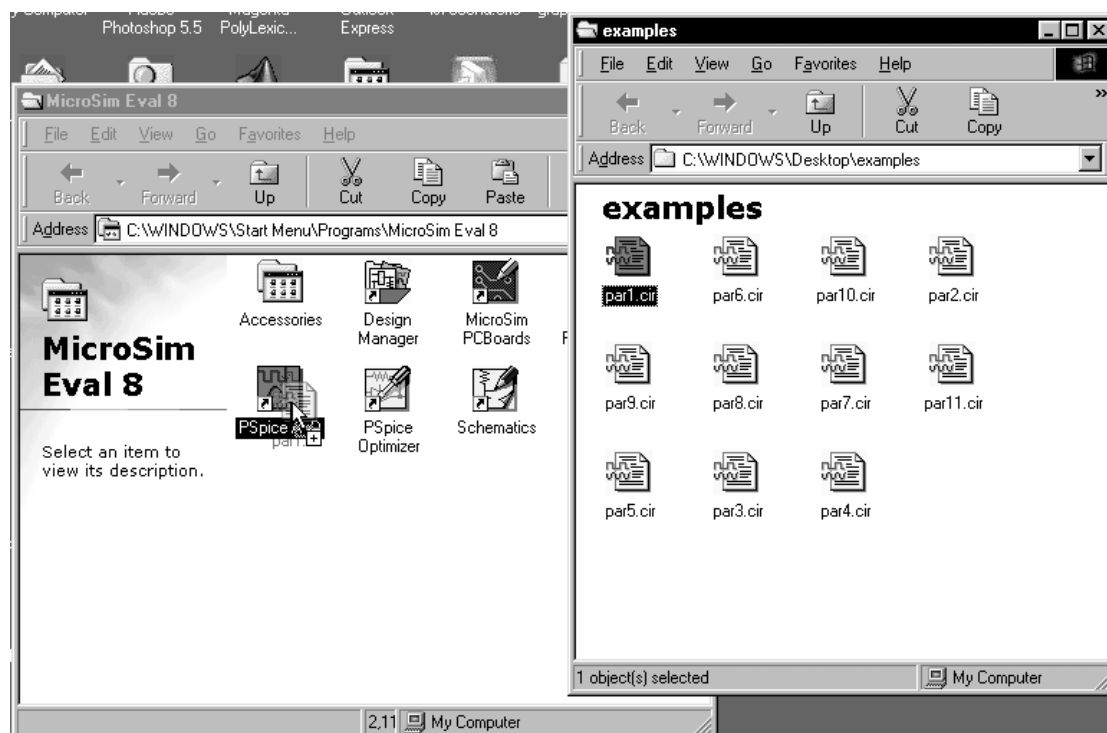 Photoshop 5.5
PolyLexic...
Express
MicroSim Eval 8
File Edit View Go Favorites Help
Back Forward Up Cut Copy Paste
Address C:\WINDOWS\Start Menu\Programs\MicroSim Eval 8
MicroSim
Eval 8
Select an item to
view its description.
Accessories
Design
Manager
MicroSim
PCBoards
PSpice
PSpice
Optimizer
Schematics
2,11 My Computer
examples
File Edit View Go Favorites Help
Back Forward Up Cut Copy »
Address C:\WINDOWS\Desktop\examples
examples
par1.cir par6.cir par10.cir par2.cir
par9.cir par8.cir par7.cir par11.cir
par5.cir par3.cir par4.cir
1 object(s) selected My Computer